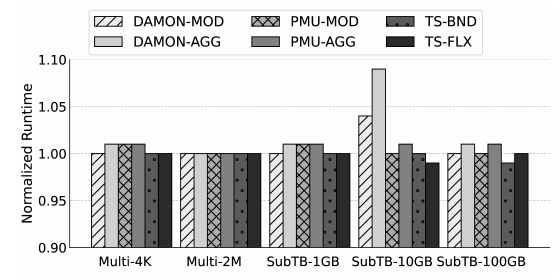 DAMON-MOD PMU-MOD TS-BND
DAMON-AGG PMU-AGG TS-FLX
1.10
1.05
1.00
0.95
0.90
Normalized Runtime
Multi-4K Multi-2M SubTB-1GB SubTB-10GB SubTB-100GB